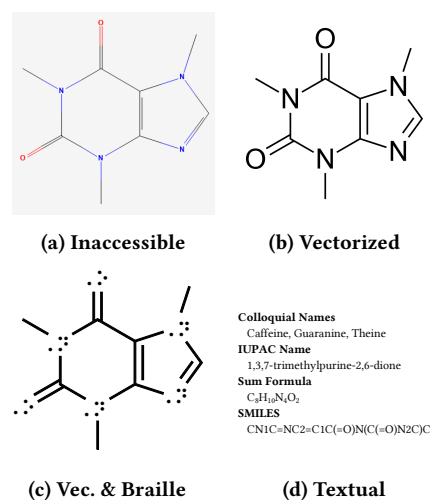 O
N
N
O
N
N
(a) Inaccessible
O
N
N
O
N
N
(b) Vectorized
(c) Vec. & Braille
Colloquial Names
Caffeine, Guaranine, Theine
IUPAC Name
1,3,7-trimethylpurine-2,6-dione
Sum Formula
C₈H₁₀N₄O₂
SMILES
CN1C=NC2=C1C(=O)N(C(=O)N2C)C
(d) Textual